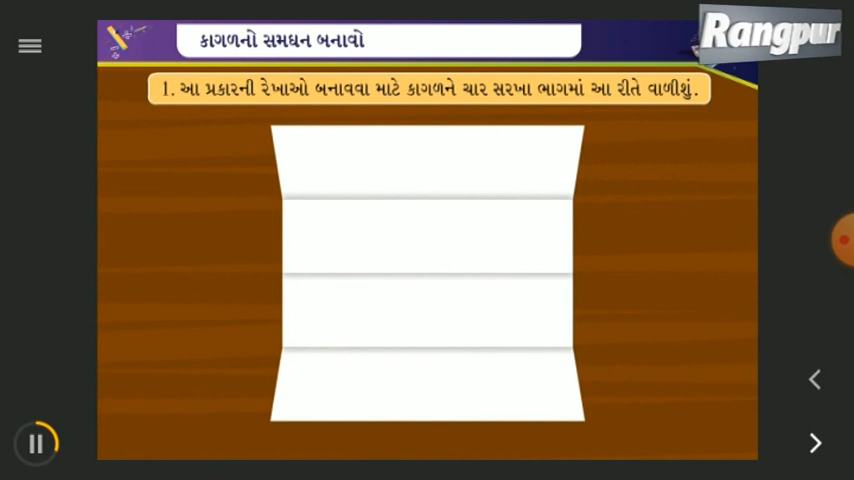 કાગળનો સમઘન બનાવો
Rangpur
1. આ પ્રકારની રેખાઓ બનાવવા માટે કાગળને ચાર સરખા ભાગમાં આ રીતે વાળીશું.